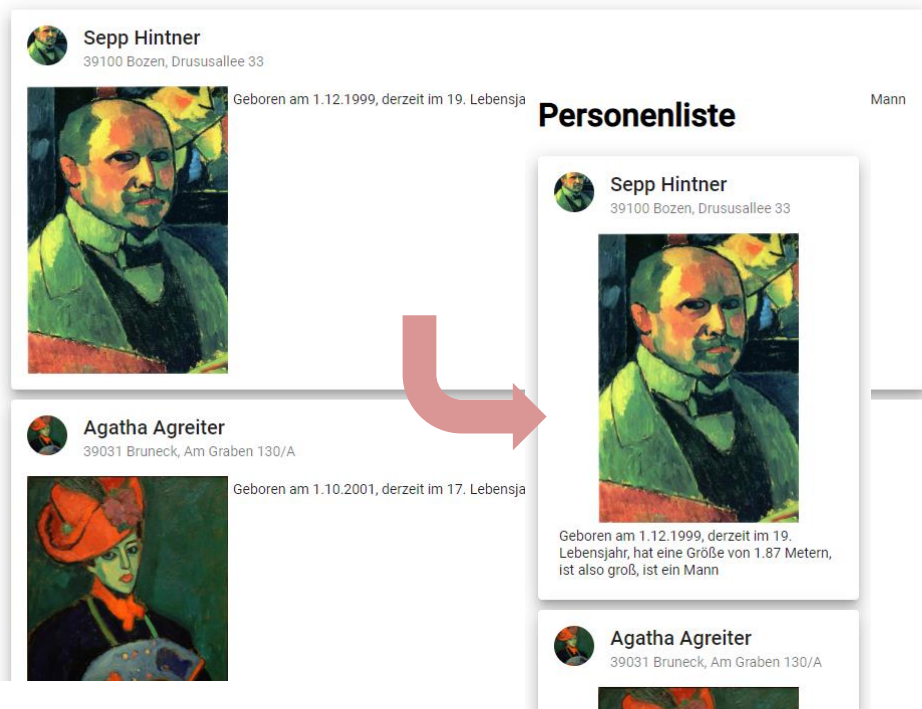 Sepp Hintner
39100 Bozen, Drususallee 33
Geboren am 1.12.1999, derzeit im 19. Lebensja
Mann
Agatha Agreiter
39031 Bruneck, Am Graben 130/A
Geboren am 1.10.2001, derzeit im 17. Lebensja
Personenliste
Sepp Hintner
39100 Bozen, Drususallee 33
Geboren am 1.12.1999, derzeit im 19.
Lebensjahr, hat eine Größe von 1.87 Metern,
ist also groß, ist ein Mann
Agatha Agreiter
39031 Bruneck, Am Graben 130/A